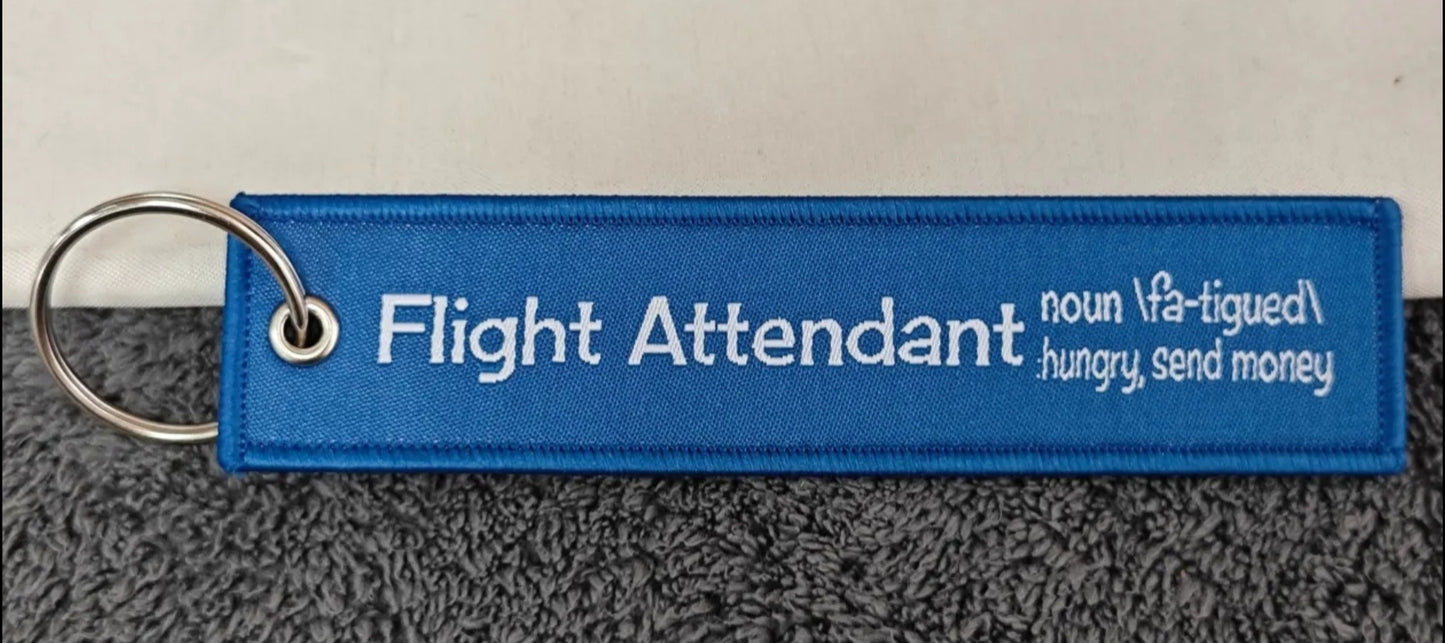 Flight Attendant
noun \fa-tigued\
:hungry, send money